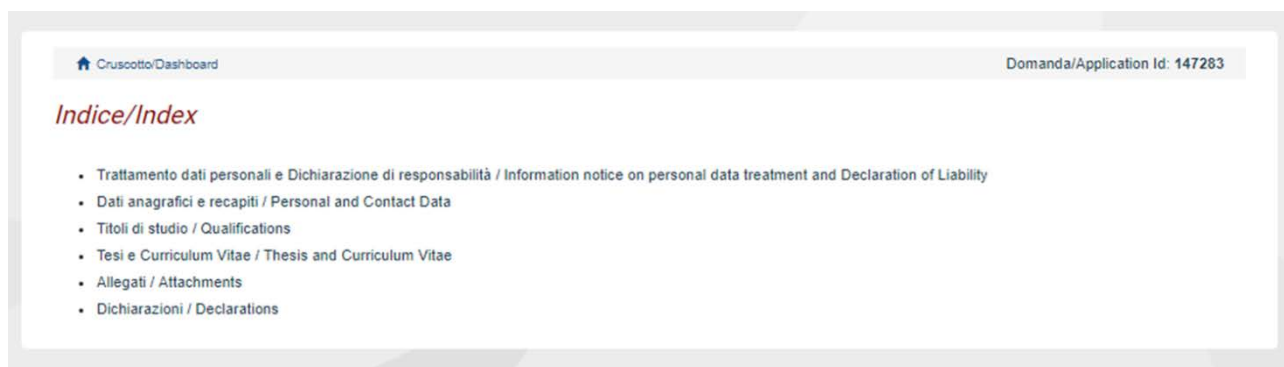 Cruscotto/Dashboard Domanda/Application Id: 147283
Indice/Index
Trattamento dati personali e Dichiarazione di responsabilità / Information notice on personal data treatment and Declaration of Liability
Dati anagrafici e recapiti / Personal and Contact Data
Titoli di studio / Qualifications
Tesi e Curriculum Vitae / Thesis and Curriculum Vitae
Allegati / Attachments
Dichiarazioni / Declarations